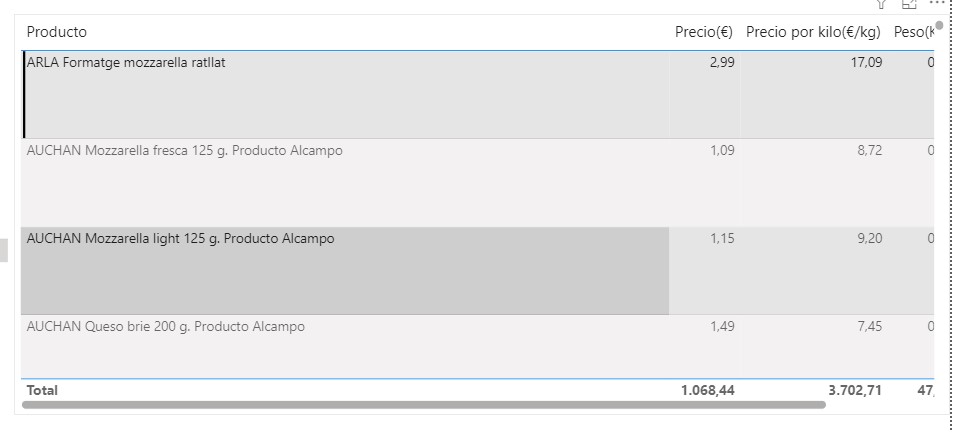 Producto Precio(€) Precio por kilo(€/kg) Peso(K
ARLA Formatge mozzarella ratllat 2,99 17,09 0
AUCHAN Mozzarella fresca 125 g. Producto Alcampo 1,09 8,72 0
AUCHAN Mozzarella light 125 g. Producto Alcampo 1,15 9,20 0
AUCHAN Queso brie 200 g. Producto Alcampo 1,49 7,45 0
Total 1.068,44 3.702,71 47,